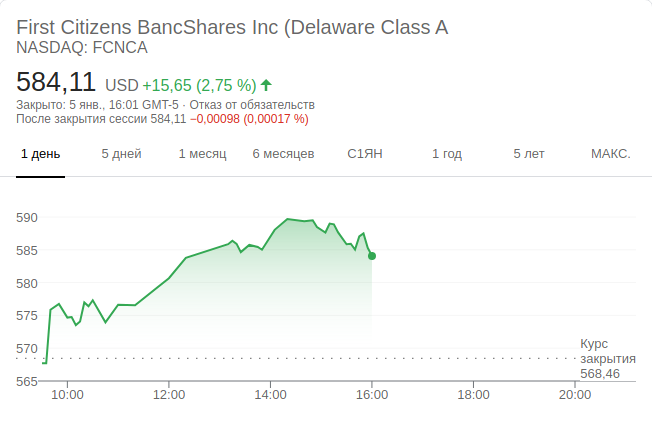 First Citizens BancShares Inc (Delaware Class A
NASDAQ: FCNCA
584,11 USD +15,65 (2,75 %)
Закрыто: 5 янв., 16:01 GMT-5 · Отказ от обязательств
После закрытия сессии 584,11 −0,00098 (0,00017 %)
1 день 5 дней 1 месяц 6 месяцев С1ЯН 1 год 5 лет МАКС.
590
585
580
575
570
565
Курс
закрытия
568,46
10:00 12:00 14:00 16:00 18:00 20:00